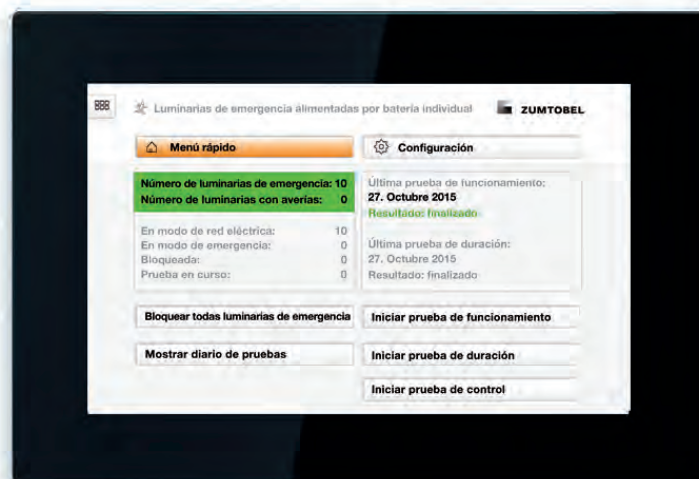 Luminarias de emergencia alimentadas por batería individual
ZUMTOBEL
Menú rápido
Configuración
Número de luminarias de emergencia: 10
Número de luminarias con averías: 0
En modo de red eléctrica: 10
En modo de emergencia: 0
Bloqueada: 0
Prueba en curso: 0
Última prueba de funcionamiento:
27. Octubre 2015
Resultado: finalizado
Última prueba de duración:
27. Octubre 2015
Resultado: finalizado
Bloquear todas luminarias de emergencia
Iniciar prueba de funcionamiento
Mostrar diario de pruebas
Iniciar prueba de duración
Iniciar prueba de control